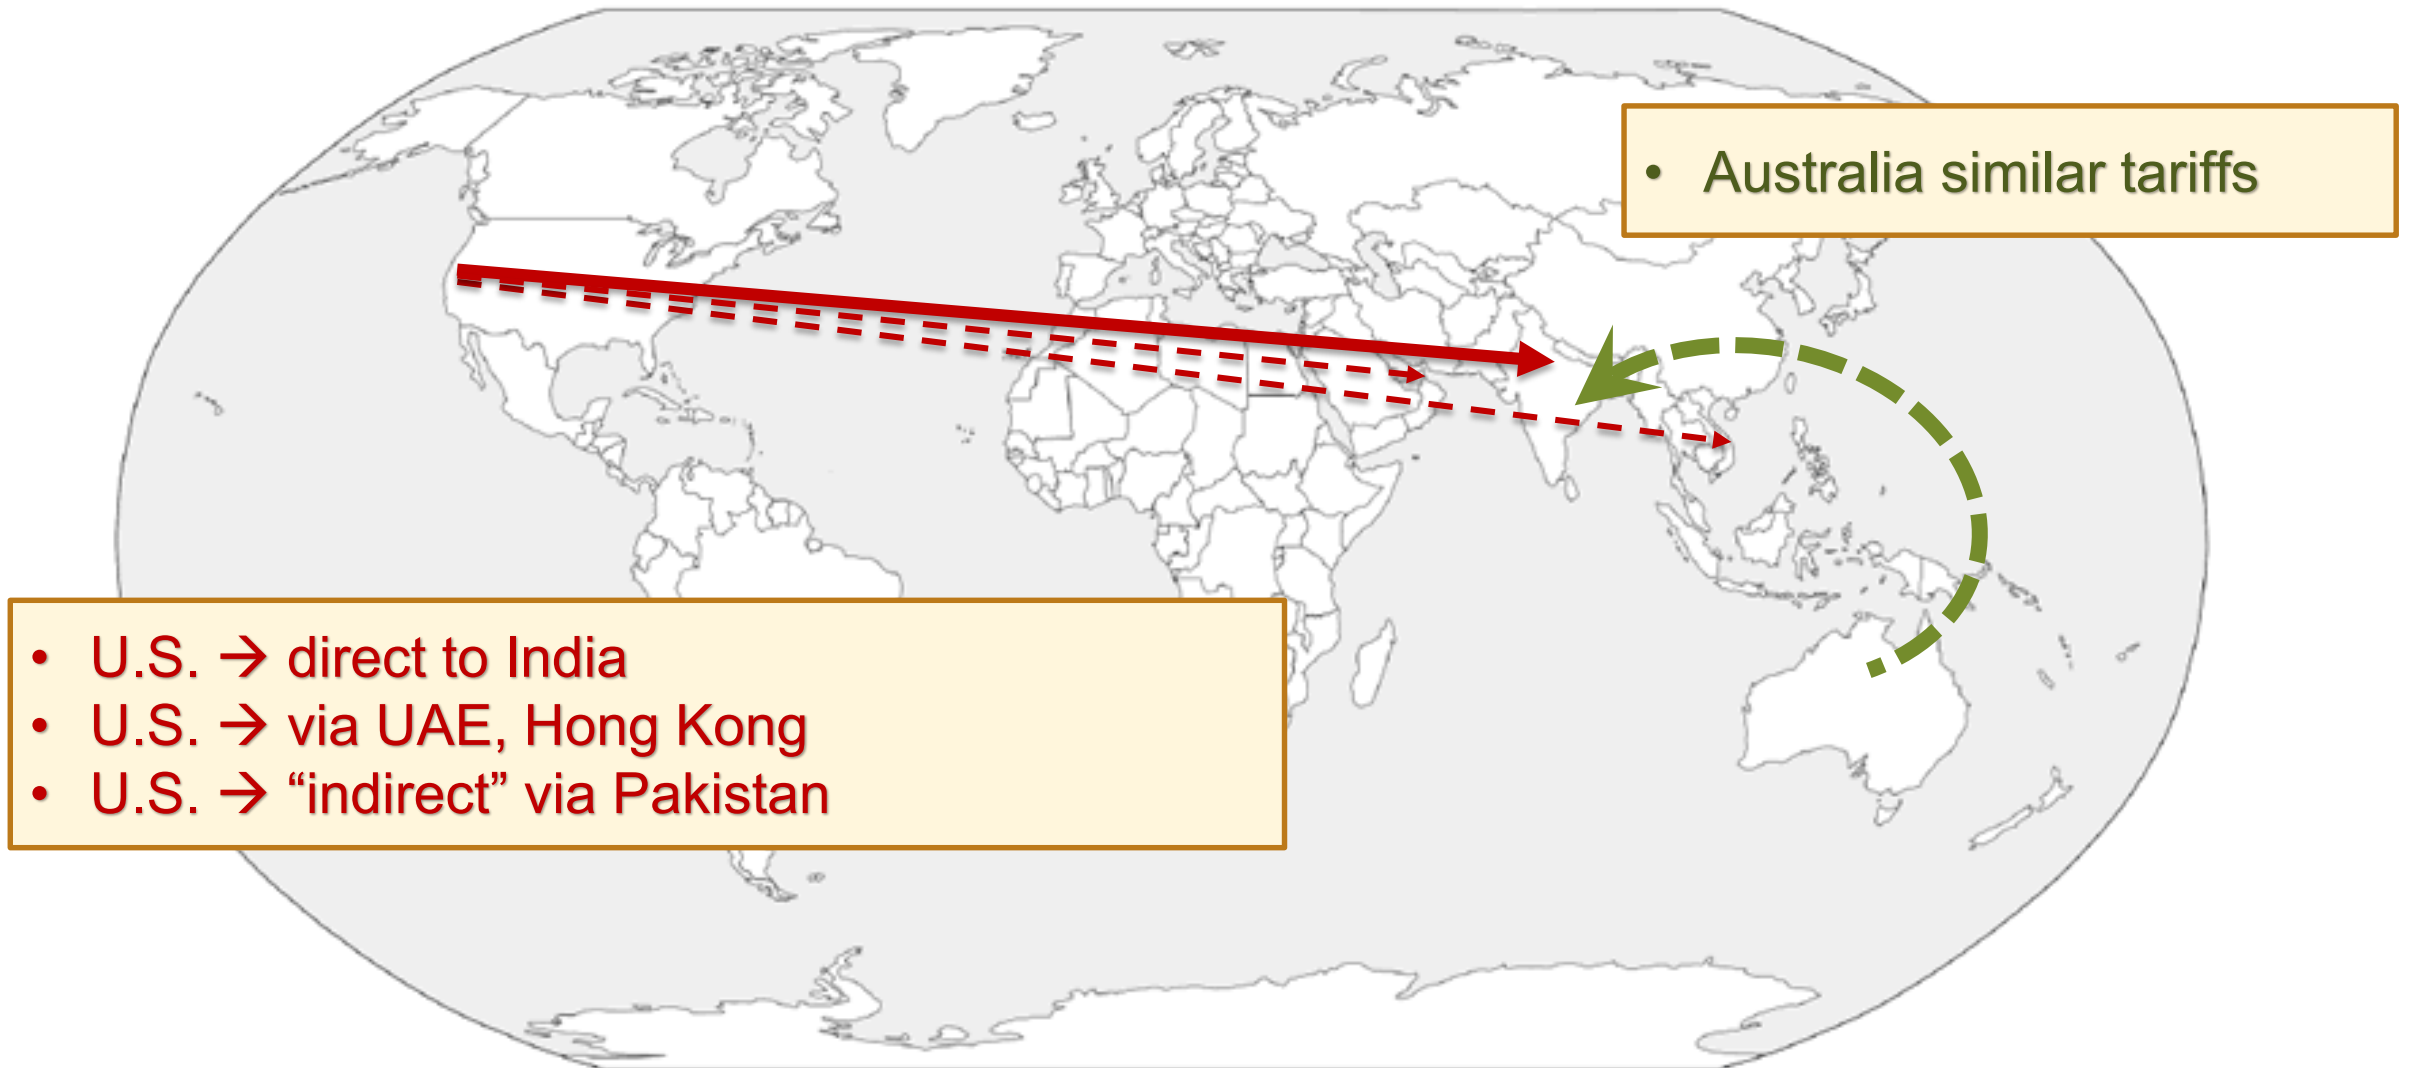 • Australia similar tariffs
• U.S. → direct to India
• U.S. → via UAE, Hong Kong
• U.S. → “indirect” via Pakistan